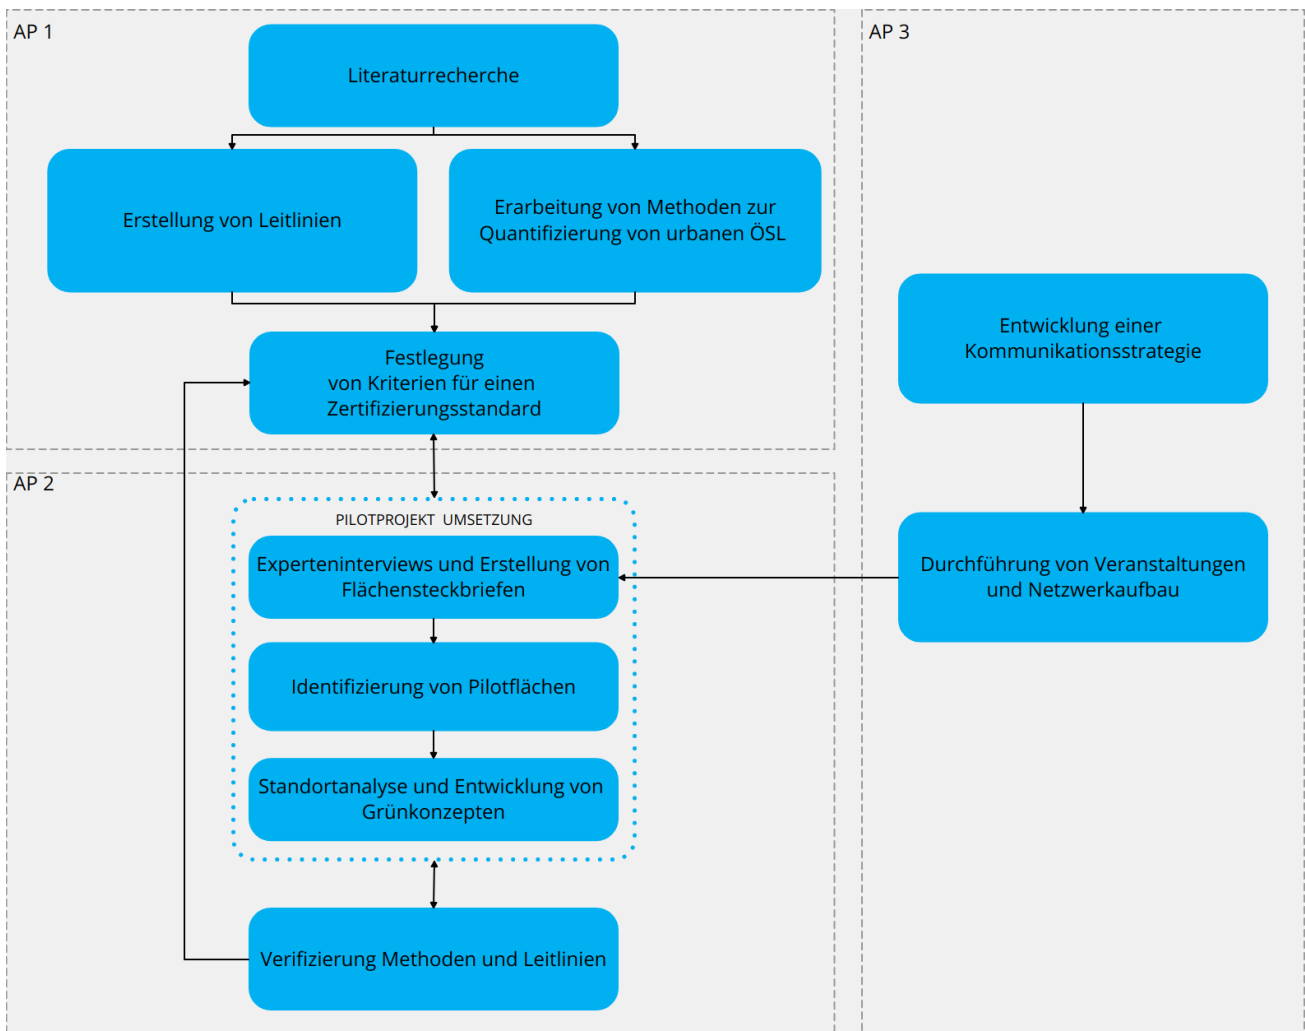 AP 1
Literaturrecherche
Erstellung von Leitlinien
Erarbeitung von Methoden zur
Quantifizierung von urbanen ÖSL
Festlegung
von Kriterien für einen
Zertifizierungsstandard
AP 2
PILOTPROJEKT UMSETZUNG
Experteninterviews und Erstellung von
Flächensteckbriefen
Identifizierung von Pilotflächen
Standortanalyse und Entwicklung von
Grünkonzepten
Verifizierung Methoden und Leitlinien
AP 3
Entwicklung einer
Kommunikationsstrategie
Durchführung von Veranstaltungen
und Netzwerkaufbau